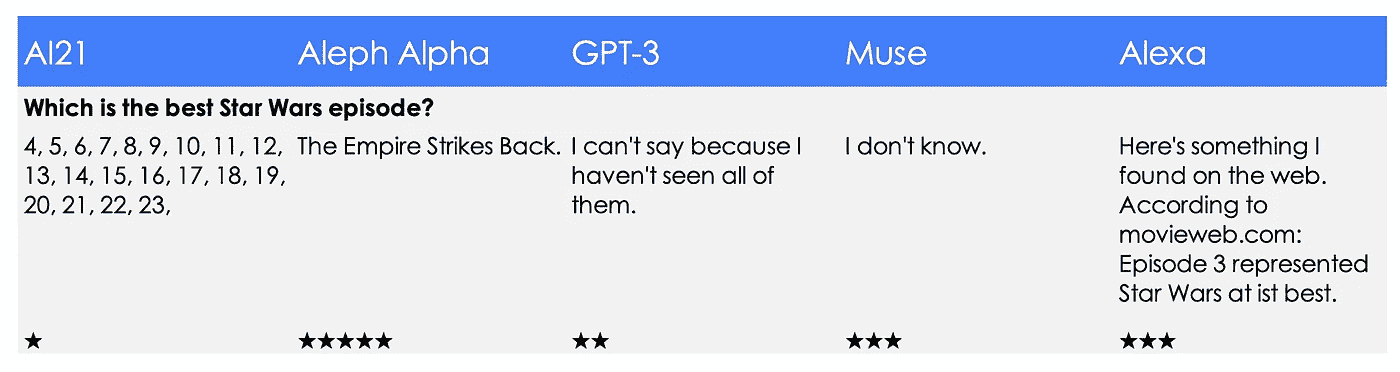 AI21 Aleph Alpha GPT-3 Muse Alexa
Which is the best Star Wars episode?
4, 5, 6, 7, 8, 9, 10, 11, 12,
13, 14, 15, 16, 17, 18, 19,
20, 21, 22, 23,
The Empire Strikes Back.
I can't say because I
haven't seen all of
them.
I don't know.
Here's something I
found on the web.
According to
movieweb.com:
Episode 3 represented
Star Wars at ist best.
★ ★★★★★ ★★ ★★★ ★★★